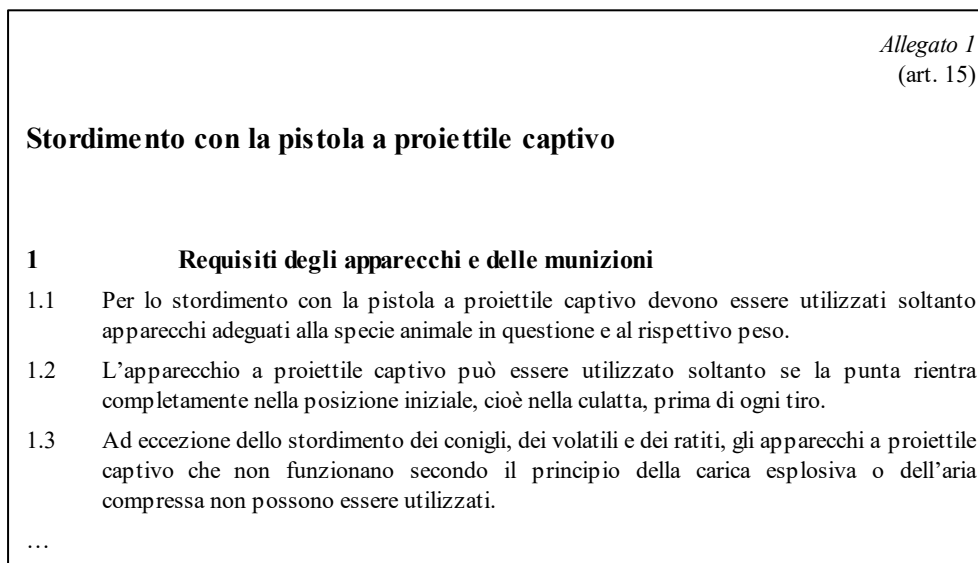 Allegato 1
(art. 15)
Stordimento con la pistola a proiettile captivo
1 Requisiti degli apparecchi e delle munizioni
1.1 Per lo stordimento con la pistola a proiettile captivo devono essere utilizzati soltanto
apparecchi adeguati alla specie animale in questione e al rispettivo peso.
1.2 L’apparecchio a proiettile captivo può essere utilizzato soltanto se la punta rientra
completamente nella posizione iniziale, cioè nella culatta, prima di ogni tiro.
1.3 Ad eccezione dello stordimento dei conigli, dei volatili e dei ratiti, gli apparecchi a proiettile
captivo che non funzionano secondo il principio della carica esplosiva o dell’aria
compressa non possono essere utilizzati.
…